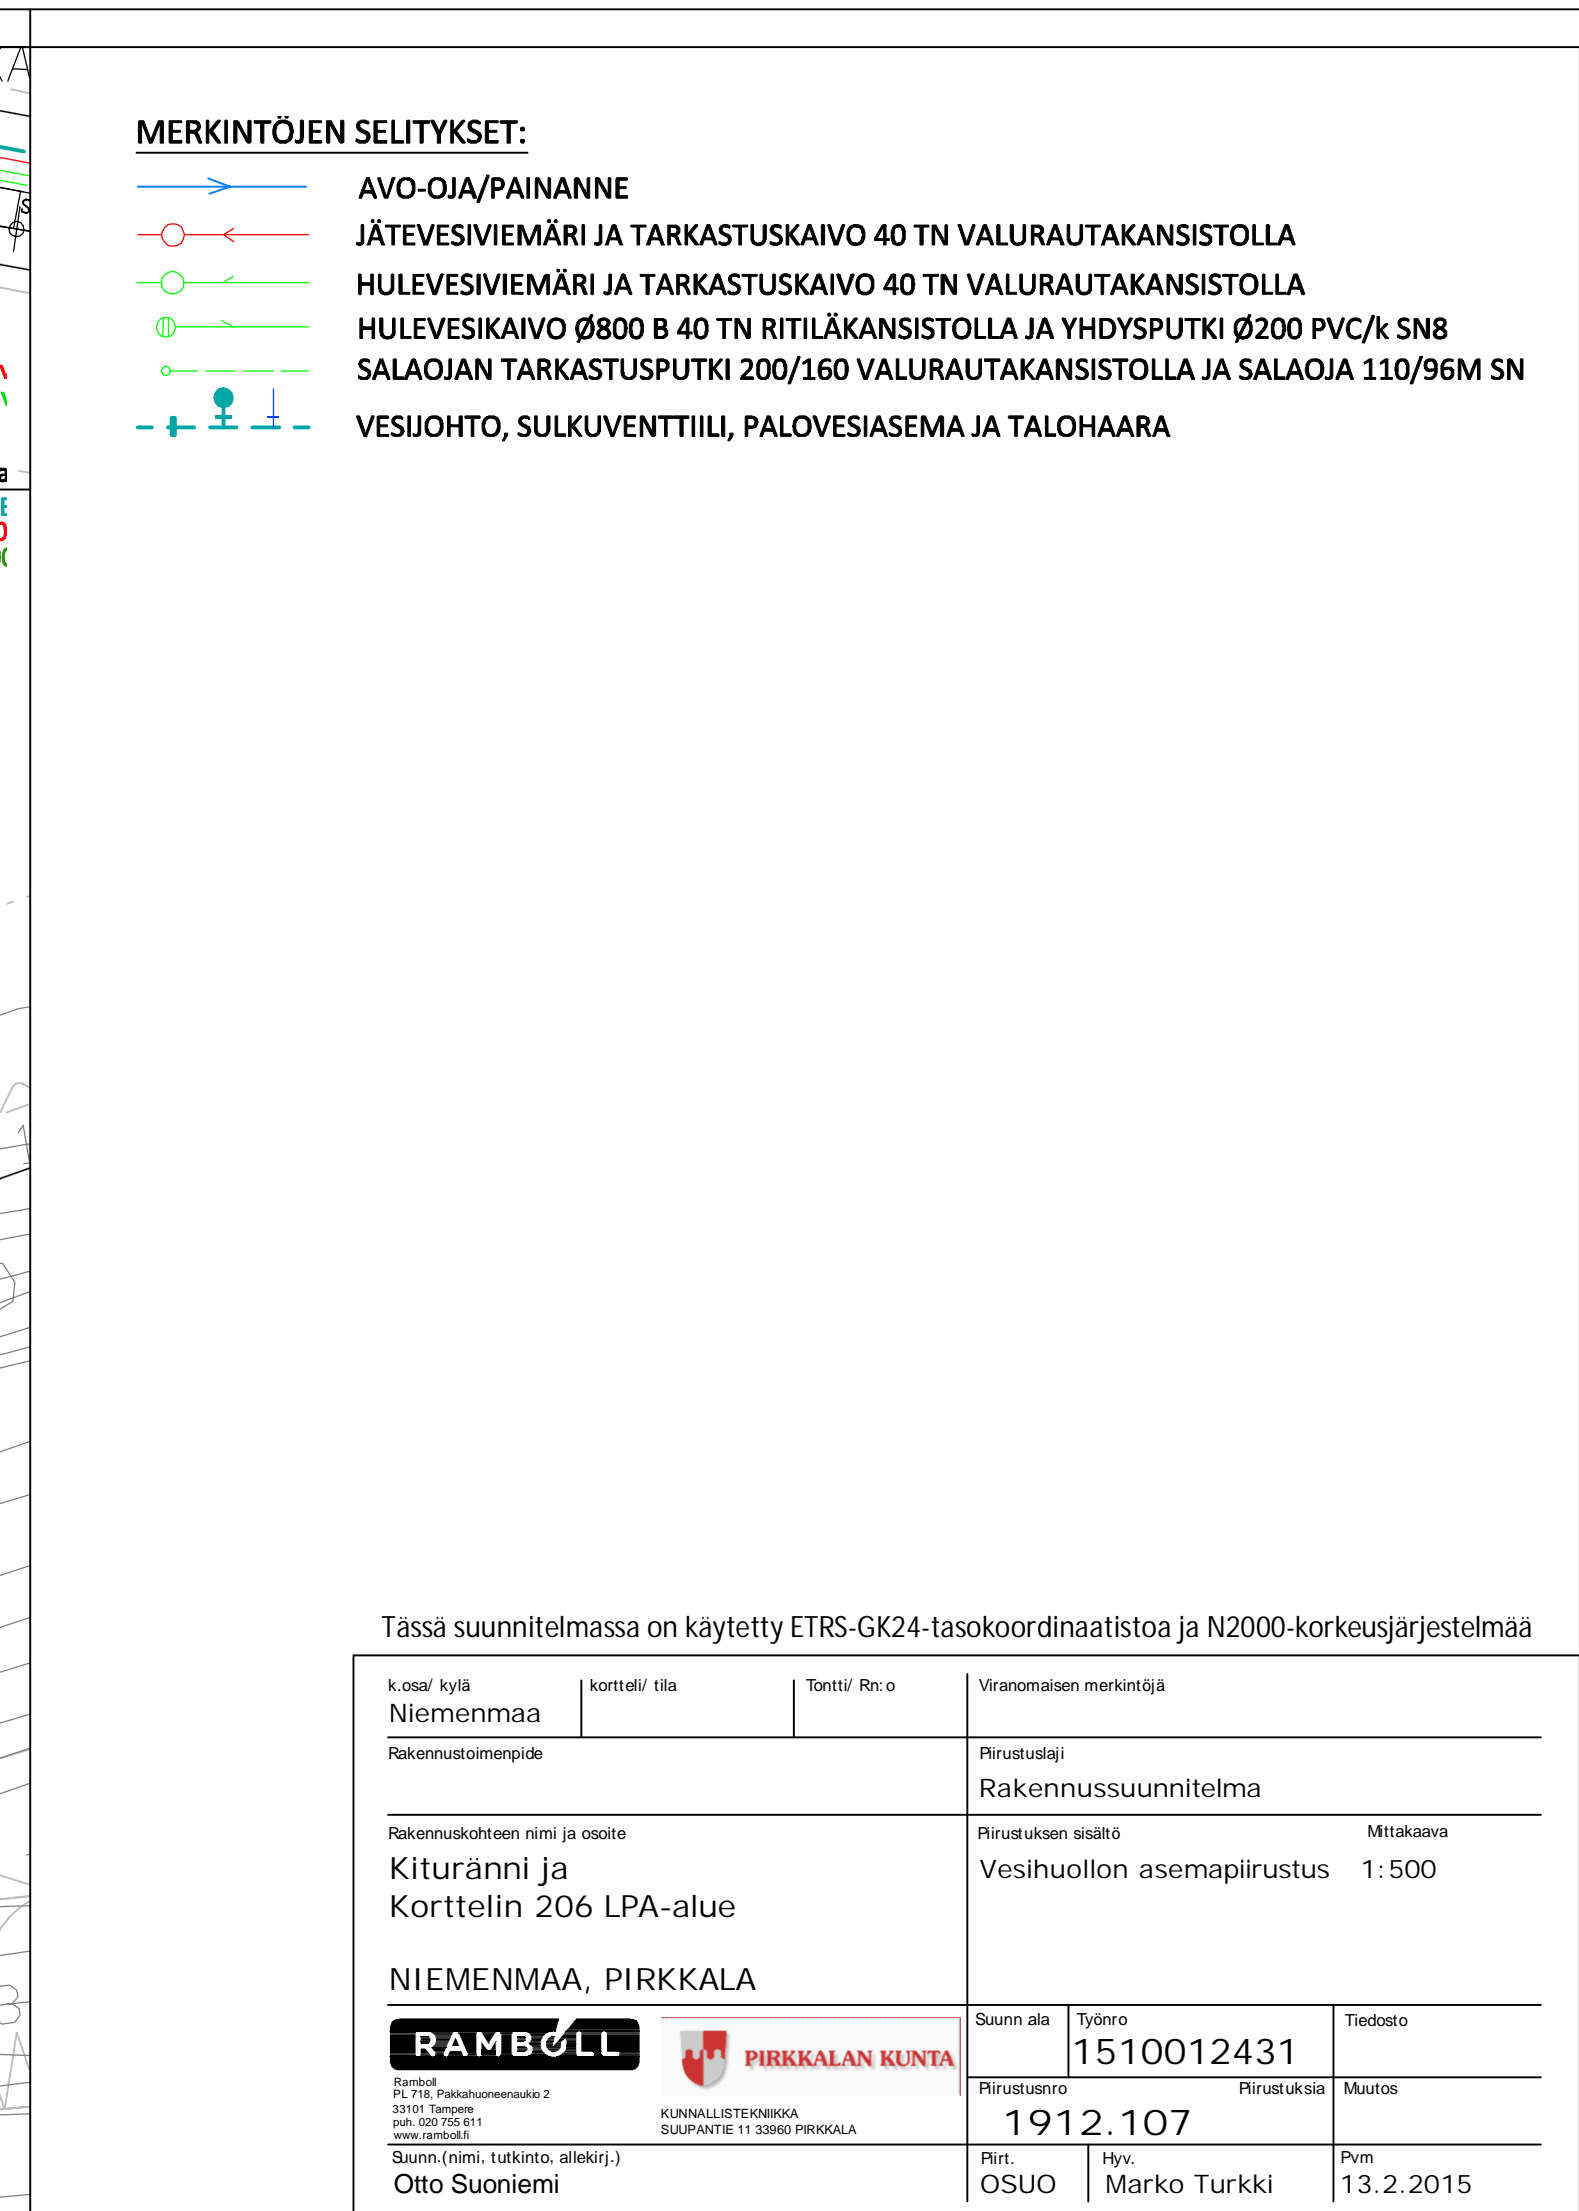 MERKINTÖJEN SELITYKSET:
AVO-OJA/PAINANNE
JÄTEVESIVIEMÄRI JA TARKASTUSKAIVO 40 TN VALURAUTAKANSISTOLLA
HULEVESIVIEMÄRI JA TARKASTUSKAIVO 40 TN VALURAUTAKANSISTOLLA
HULEVESIKAIVO Ø800 B 40 TN RITILÄKANSISTOLLA JA YHDYSPUTKI Ø200 PVC/k SN8
SALAOJAN TARKASTUSPUTKI 200/160 VALURAUTAKANSISTOLLA JA SALAOJA 110/96M SN
VESIJOHTO, SULKUVENTTIILI, PALOVESIASEMA JA TALOHAARA
Tässä suunnitelmassa on käytetty ETRS-GK24-tasokoordinaatistoa ja N2000-korkeusjärjestelmää
k.osa/ kylä kortteli/ tila Tontti/ Rn:o Viranomaisen merkintöjä
Niemenmaa
Rakennustoimenpide Piirustuslaji
Rakennussuunnitelma
Rakennuskohteen nimi ja osoite Piirustuksen sisältö Mittakaava
Kituränni ja Vesihuollon asemapiirustus 1:500
Korttelin 206 LPA-alue
NIEMENMAA, PIRKKALA
RAMBOLL PIRKKALAN KUNTA
Ramboll
PL 718, Pakkahuoneenaukio 2
33101 Tampere
puh. 020 755 611
www.ramboll.fi
KUNNALLISTEKNIIKKA
SUUPANTIE 11 33960 PIRKKALA
Suunn ala Työnro Tiedosto
1510012431
Piirustusnro Piirustuksia Muutos
1912.107
Suunn.(nimi, tutkinto, allekirj.) Piirt. Hyv. Pvm
Otto Suoniemi OSUO Marko Turkki 13.2.2015